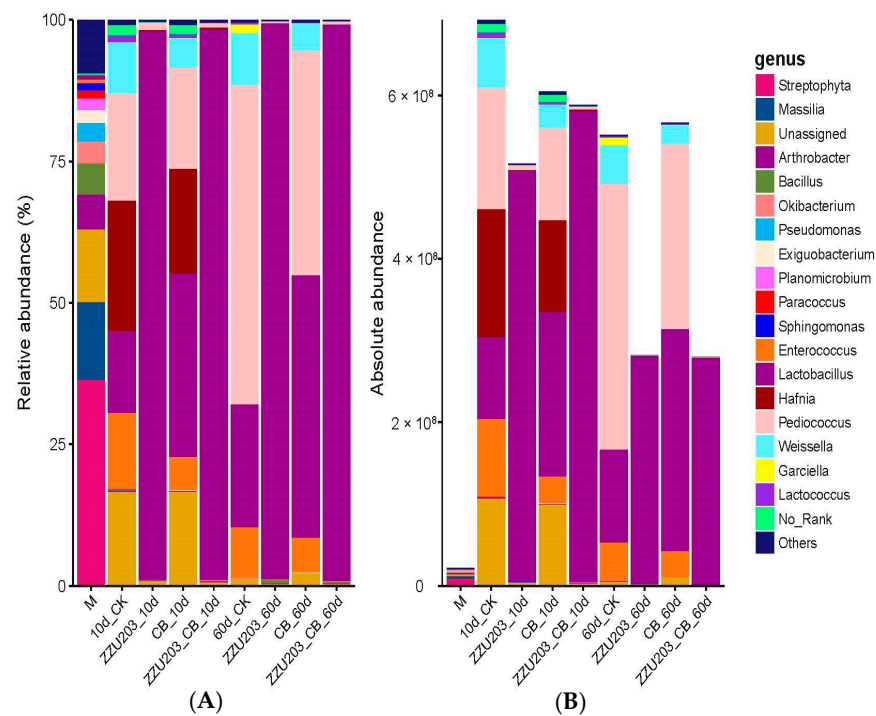 100
75
50
25
0
Relative abundance (%)
M
10d_CK
ZZU203_10d
CB_10d
ZZU203_CB_10d
60d_CK
ZZU203_60d
CB_60d
ZZU203_CB_60d
(A)
6 × 10⁸
4 × 10⁸
2 × 10⁸
0
Absolute abundance
M
10d_CK
ZZU203_10d
CB_10d
ZZU203_CB_10d
60d_CK
ZZU203_60d
CB_60d
ZZU203_CB_60d
(B)
genus
Streptophyta
Massilia
Unassigned
Arthrobacter
Bacillus
Okibacterium
Pseudomonas
Exiguobacterium
Planomicrobium
Paracoccus
Sphingomonas
Enterococcus
Lactobacillus
Hafnia
Pediococcus
Weissella
Garciella
Lactococcus
No_Rank
Others